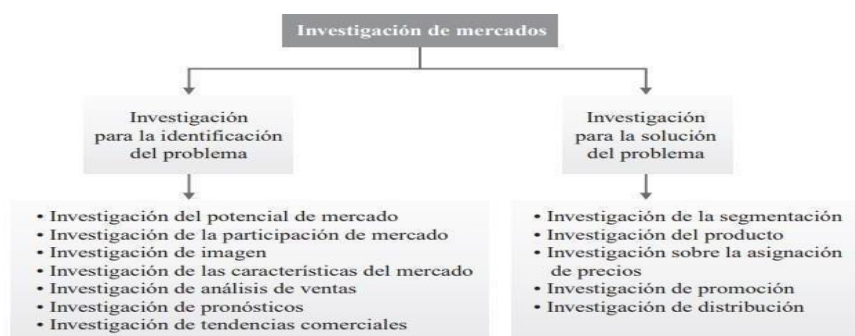 Investigación de mercados
Investigación
para la identificación
del problema
• Investigación del potencial de mercado
• Investigación de la participación de mercado
• Investigación de imagen
• Investigación de las características del mercado
• Investigación de análisis de ventas
• Investigación de pronósticos
• Investigación de tendencias comerciales
Investigación
para la solución
del problema
• Investigación de la segmentación
• Investigación del producto
• Investigación sobre la asignación
de precios
• Investigación de promoción
• Investigación de distribución